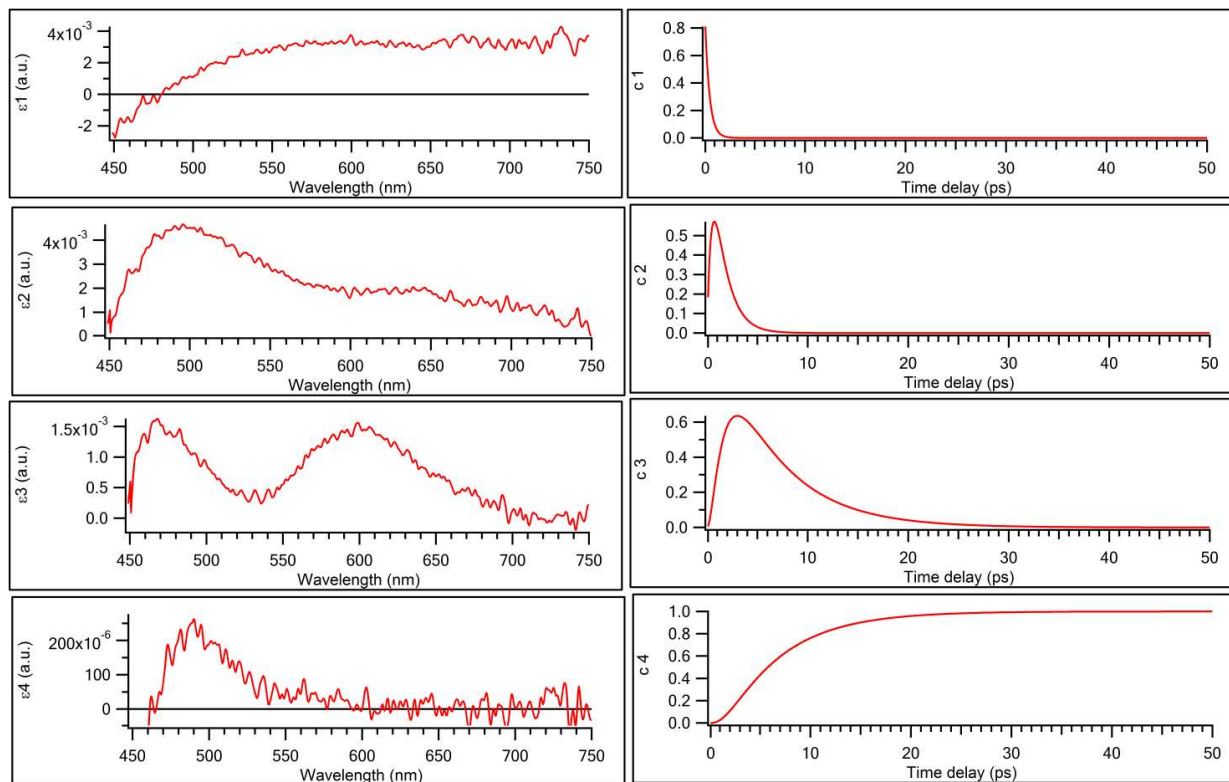 ε1 (a.u.)
4x10⁻³
2
0
-2
450 500 550 600 650 700 750
Wavelength (nm)
c 1
0.8
0.6
0.4
0.2
0.0
0 10 20 30 40 50
Time delay (ps)
ε2 (a.u.)
4x10⁻³
3
2
1
0
450 500 550 600 650 700 750
Wavelength (nm)
c 2
0.5
0.4
0.3
0.2
0.1
0.0
0 10 20 30 40 50
Time delay (ps)
ε3 (a.u.)
1.5x10⁻³
1.0
0.5
0.0
450 500 550 600 650 700 750
Wavelength (nm)
c 3
0.6
0.4
0.2
0.0
0 10 20 30 40 50
Time delay (ps)
ε4 (a.u.)
200x10⁻⁶
100
0
450 500 550 600 650 700 750
Wavelength (nm)
c 4
1.0
0.8
0.6
0.4
0.2
0.0
0 10 20 30 40 50
Time delay (ps)